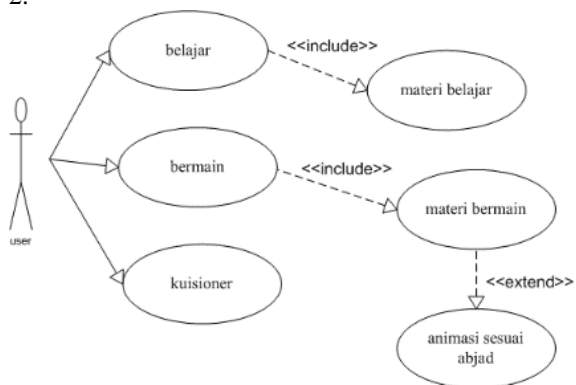 2.
belajar
<<include>>
materi belajar
bermain
<<include>>
materi bermain
user
kuisioner
<<extend>>
animasi sesuai
abjad